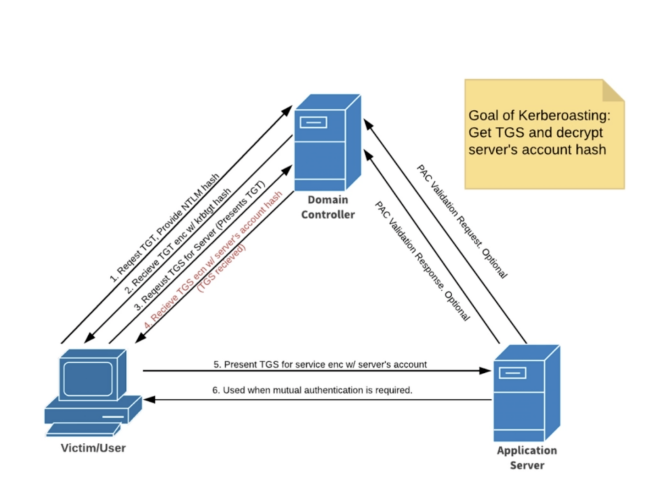 Goal of Kerberoasting:
Get TGS and decrypt
server's account hash
Domain
Controller
1. Reqest TGT, Provide NTLM hash
2. Recieve TGT enc w/ krbtgt hash
3. Reqeust TGS for Server (Presents TGT)
4. Recieve TGS ecn w/ server's account hash
(TGS recieved)
PAC Validation Request. Optional
PAC Validation Response. Optional
5. Present TGS for service enc w/ server's account
6. Used when mutual authentication is required.
Victim/User
Application
Server